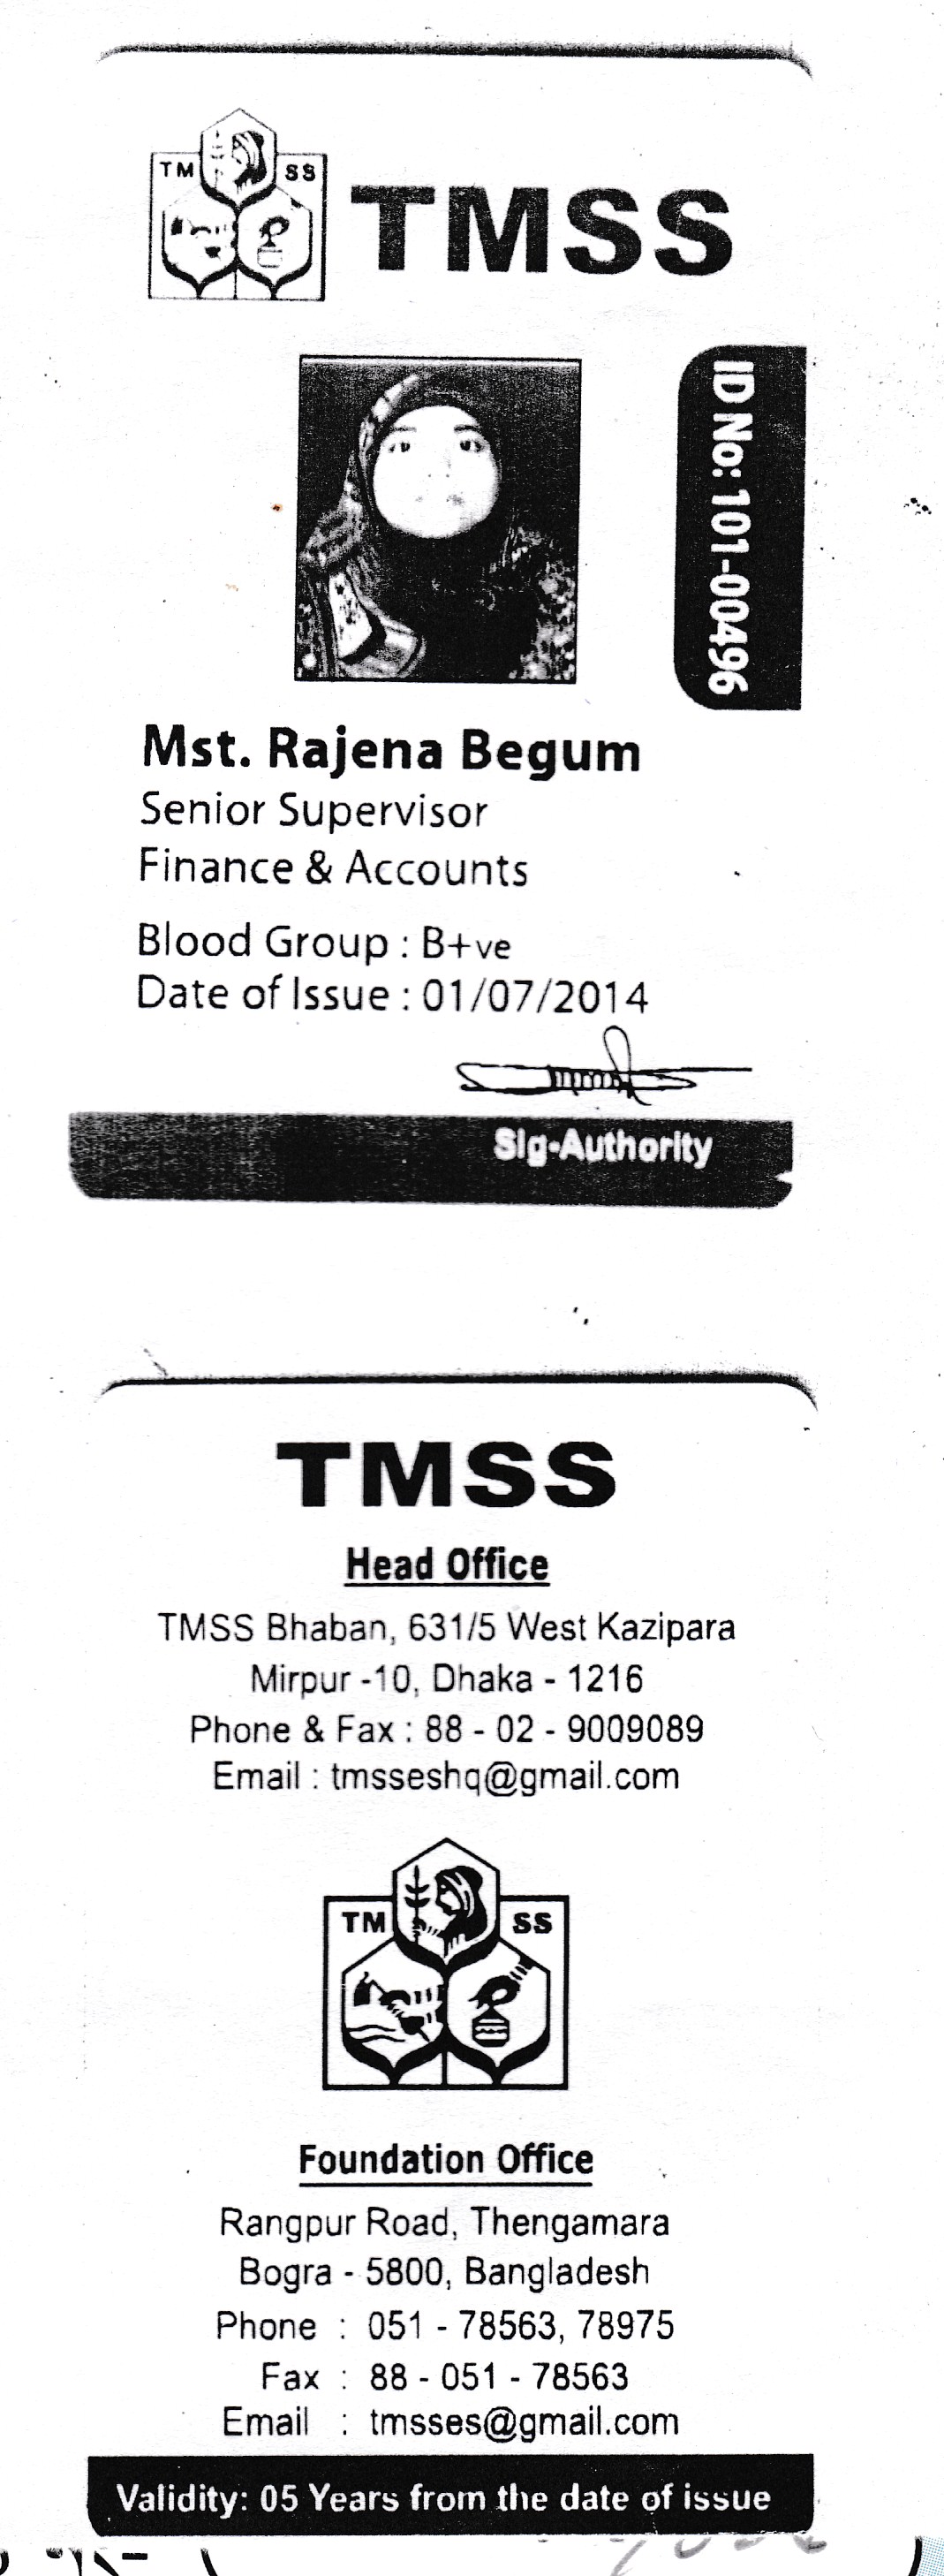 TM SS
TMSS
ID No: 101-00496
Mst. Rajena Begum
Senior Supervisor
Finance & Accounts
Blood Group : B+ve
Date of Issue : 01/07/2014
Sig-Authority
TMSS
Head Office
TMSS Bhaban, 631/5 West Kazipara
Mirpur -10, Dhaka - 1216
Phone & Fax : 88 - 02 - 9009089
Email : tmsseshq@gmail.com
TM SS
Foundation Office
Rangpur Road, Thengamara
Bogra - 5800, Bangladesh
Phone : 051 - 78563, 78975
Fax : 88 - 051 - 78563
Email : tmsses@gmail.com
Validity: 05 Years from the date of issue